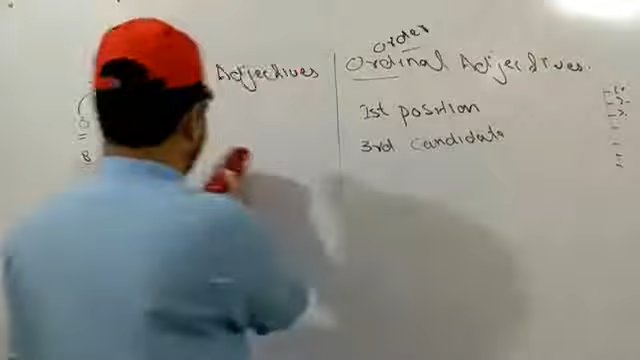 Order
Adjectives
Ordinal Adjectives.
1st position
3rd candidate